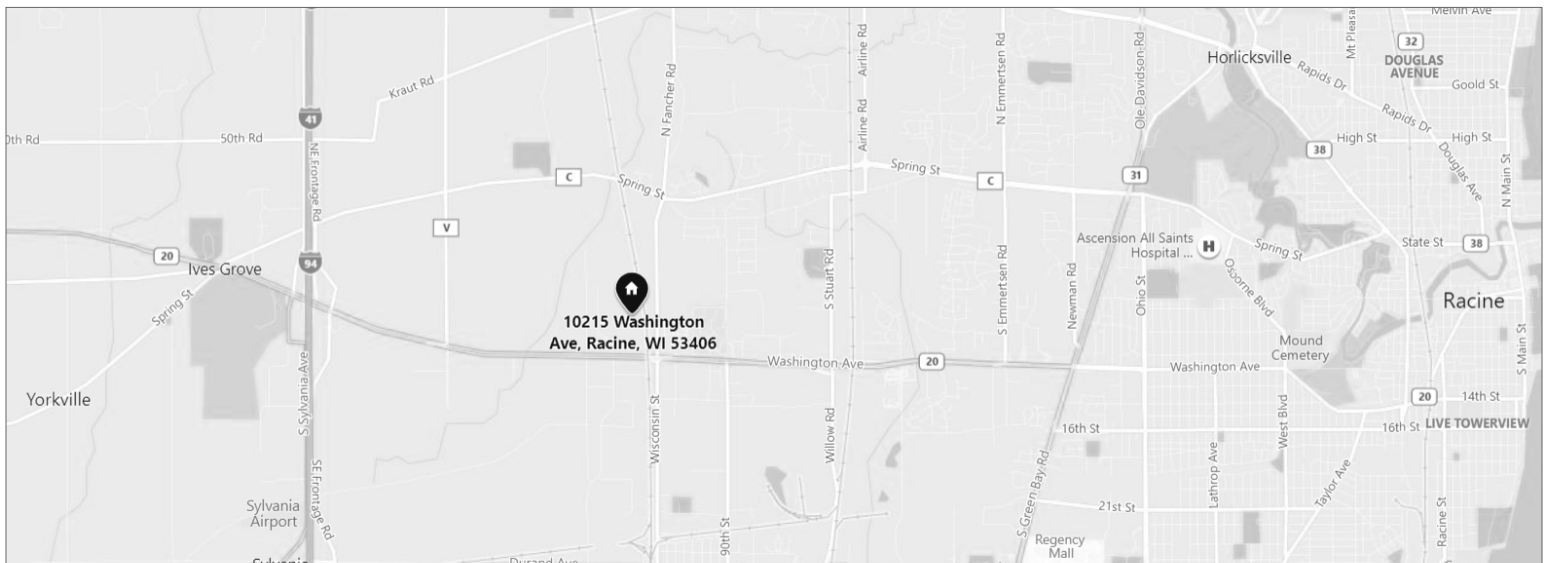 Melvin Ave
Mt Pleasa
32
DOUGLAS
AVENUE
Horlicksville
Rapids Dr
Goold St
Airline Rd
N Emmertsen Rd
Ole Davidson Rd
N Fancher Rd
Kraut Rd
41
0th Rd
50th Rd
NE Frontage Rd
Airline Rd
Rapids Dr
High St
High St
38
Douglas Ave
N Main St
C
Spring St
Spring St
C
31
V
20
Ives Grove
94
Ascension All Saints
Hospital ...
H
Spring St
State St
38
Osborne Blvd
S Stuart Rd
S Emmertsen Rd
Newman Rd
Ohio St
Racine
Spring St
10215 Washington
Ave, Racine, WI 53406
Washington Ave
20
Washington Ave
Mound
Cemetery
S Main St
Yorkville
S Sylvania Ave
Wisconsin St
Willow Rd
West Blvd
20
14th St
16th St
16th St
LIVE TOWERVIEW
Lathrop Ave
Taylor Ave
SE Frontage Rd
Sylvania
Airport
90th St
S Green Bay Rd
21st St
Racine St
Regency
Mall
Sylvania
Durand Ave